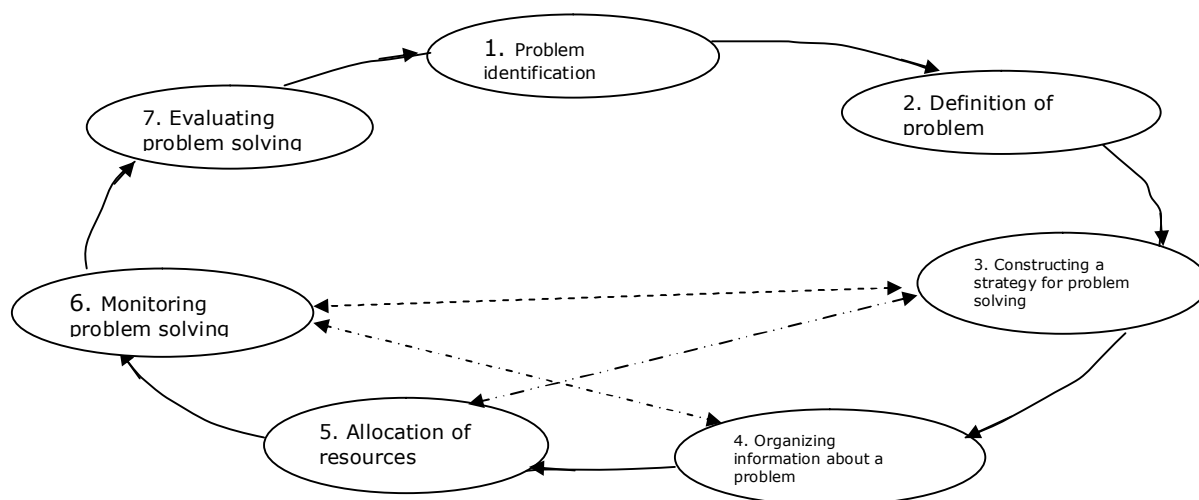 1. Problem
identification
2. Definition of
problem
3. Constructing a
strategy for problem
solving
4. Organizing
information about a
problem
5. Allocation of
resources
6. Monitoring
problem solving
7. Evaluating
problem solving